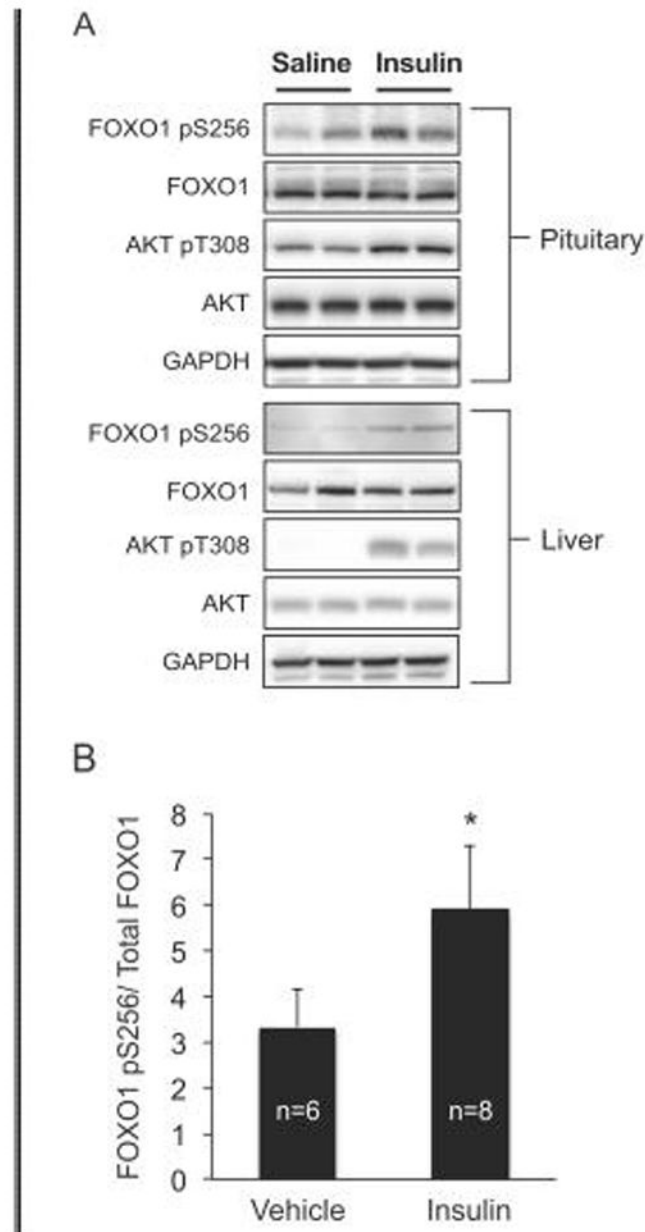 A
Saline Insulin
FOXO1 pS256
FOXO1
AKT pT308
AKT
GAPDH
Pituitary
FOXO1 pS256
FOXO1
AKT pT308
AKT
GAPDH
Liver
B
FOXO1 pS256/ Total FOXO1
8
7
6
5
4
3
2
1
0
*
n=6
n=8
Vehicle Insulin